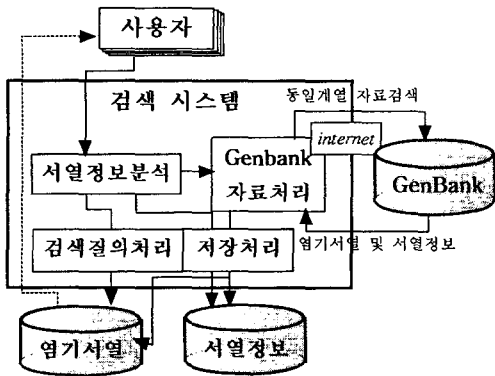 사용자
검색 시스템
동일계열 자료검색
internet
서열정보분석
Genbank
자료처리
GenBank
검색질의처리
저장처리
염기서열 및 서열정보
염기서열
서열정보